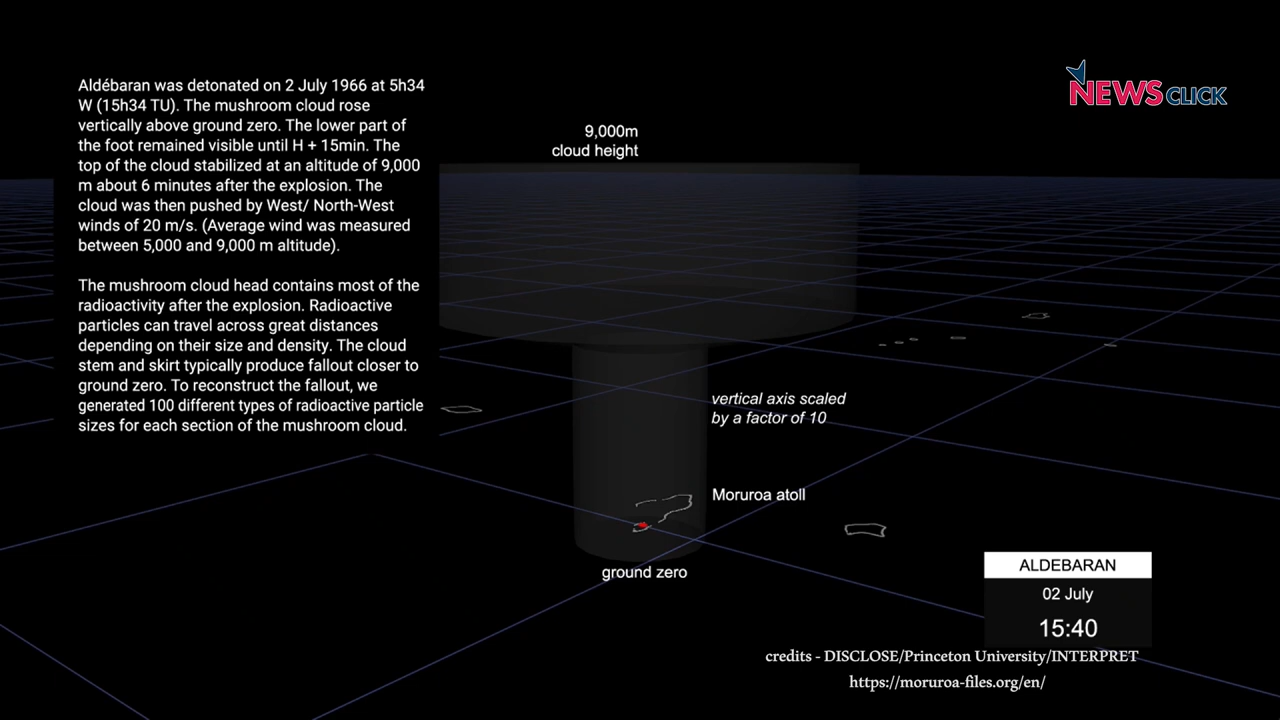 Aldébaran was detonated on 2 July 1966 at 5h34
W (15h34 TU). The mushroom cloud rose
vertically above ground zero. The lower part of
the foot remained visible until H + 15min. The
top of the cloud stabilized at an altitude of 9,000
m about 6 minutes after the explosion. The
cloud was then pushed by West/ North-West
winds of 20 m/s. (Average wind was measured
between 5,000 and 9,000 m altitude).
The mushroom cloud head contains most of the
radioactivity after the explosion. Radioactive
particles can travel across great distances
depending on their size and density. The cloud
stem and skirt typically produce fallout closer to
ground zero. To reconstruct the fallout, we
generated 100 different types of radioactive particle
sizes for each section of the mushroom cloud.
NEWSCLICK
9,000m
cloud height
vertical axis scaled
by a factor of 10
Moruroa atoll
ground zero
ALDEBARAN
02 July
15:40
credits - DISCLOSE/Princeton University/INTERPRET
https://moruroa-files.org/en/